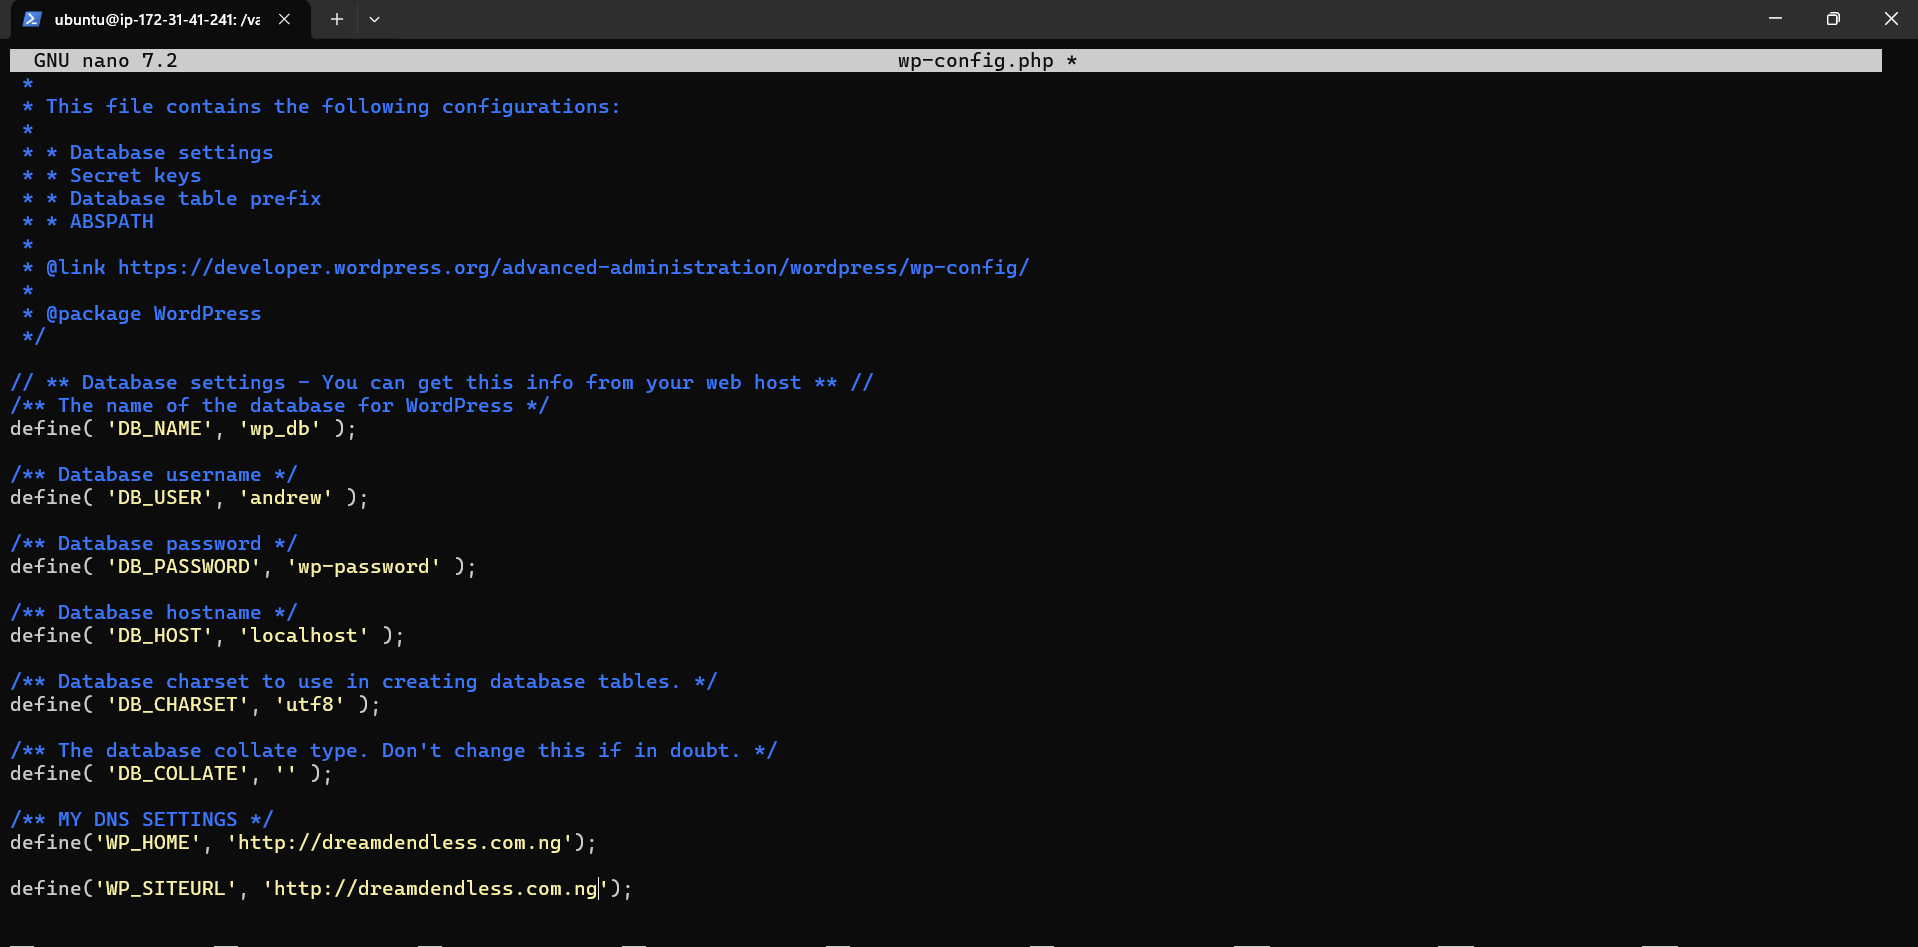 ubuntu@ip-172-31-41-241: /va
GNU nano 7.2 wp-config.php *
*
* This file contains the following configurations:
*
* * Database settings
* * Secret keys
* * Database table prefix
* * ABSPATH
*
* @link https://developer.wordpress.org/advanced-administration/wordpress/wp-config/
*
* @package WordPress
*/
// ** Database settings - You can get this info from your web host ** //
/** The name of the database for WordPress */
define( 'DB_NAME', 'wp_db' );
/** Database username */
define( 'DB_USER', 'andrew' );
/** Database password */
define( 'DB_PASSWORD', 'wp-password' );
/** Database hostname */
define( 'DB_HOST', 'localhost' );
/** Database charset to use in creating database tables. */
define( 'DB_CHARSET', 'utf8' );
/** The database collate type. Don't change this if in doubt. */
define( 'DB_COLLATE', '' );
/** MY DNS SETTINGS */
define('WP_HOME', 'http://dreamdendless.com.ng');
define('WP_SITEURL', 'http://dreamdendless.com.ng');